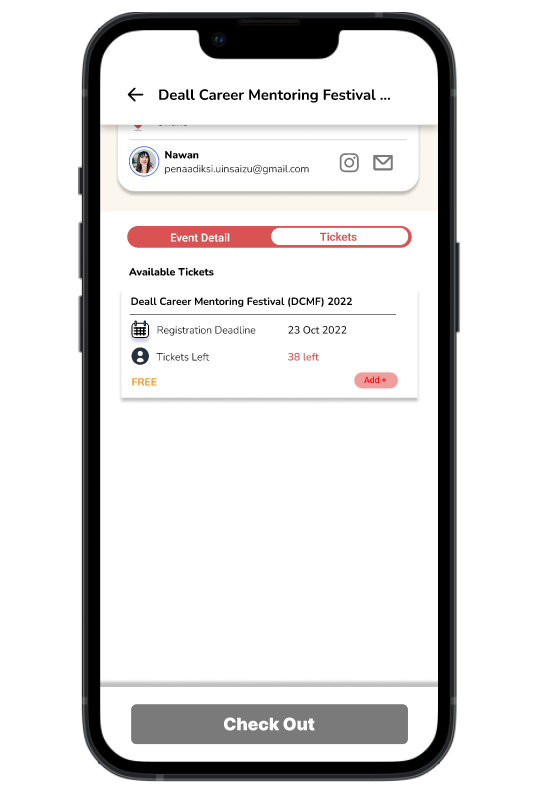 Deall Career Mentoring Festival ...
Nawan
penaadiksi.uinsaizu@gmail.com
Event Detail
Tickets
Available Tickets
Deall Career Mentoring Festival (DCMF) 2022
Registration Deadline
23 Oct 2022
Tickets Left
38 left
FREE
Add +
Check Out